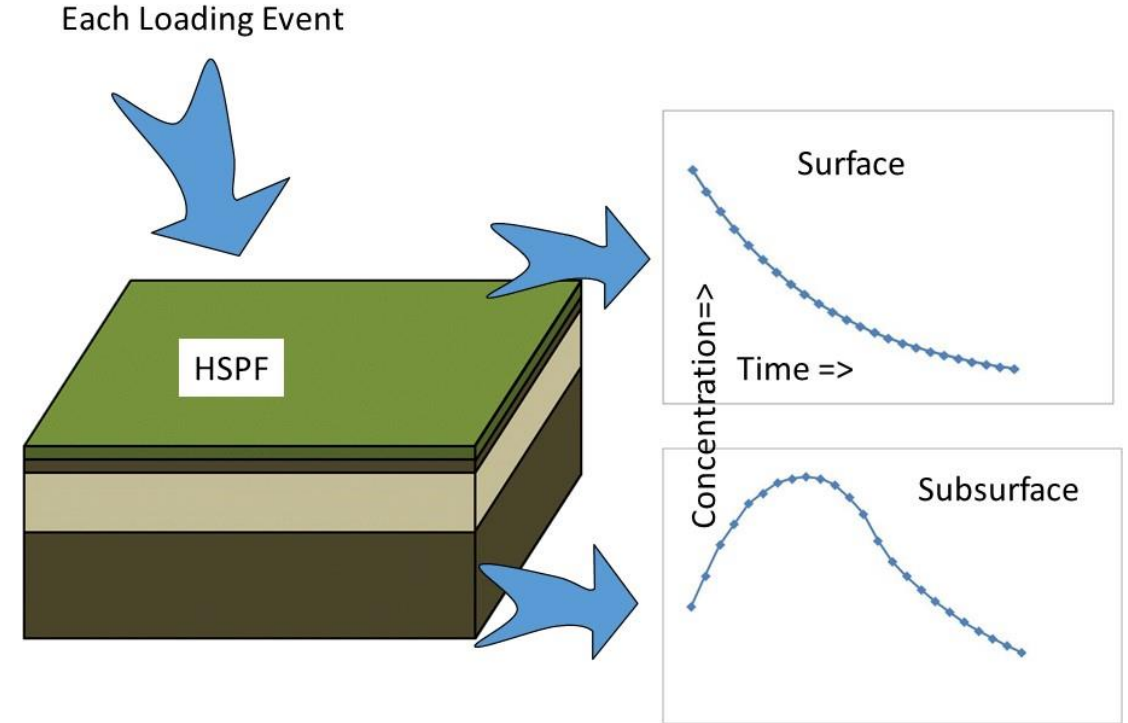 Each Loading Event
HSPF
Surface
Concentration=>
Time =>
Subsurface